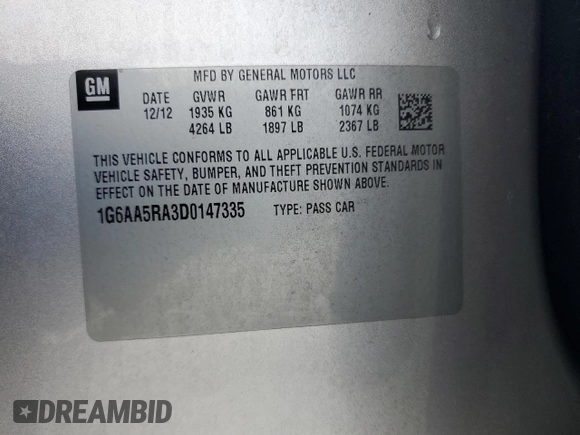 GM
MFD BY GENERAL MOTORS LLC
DATE GVWR GAWR FRT GAWR RR
12/12 1935 KG 861 KG 1074 KG
4264 LB 1897 LB 2367 LB
THIS VEHICLE CONFORMS TO ALL APPLICABLE U.S. FEDERAL MOTOR
VEHICLE SAFETY, BUMPER, AND THEFT PREVENTION STANDARDS IN
EFFECT ON THE DATE OF MANUFACTURE SHOWN ABOVE.
1G6AA5RA3D0147335 TYPE: PASS CAR
DREAMBID